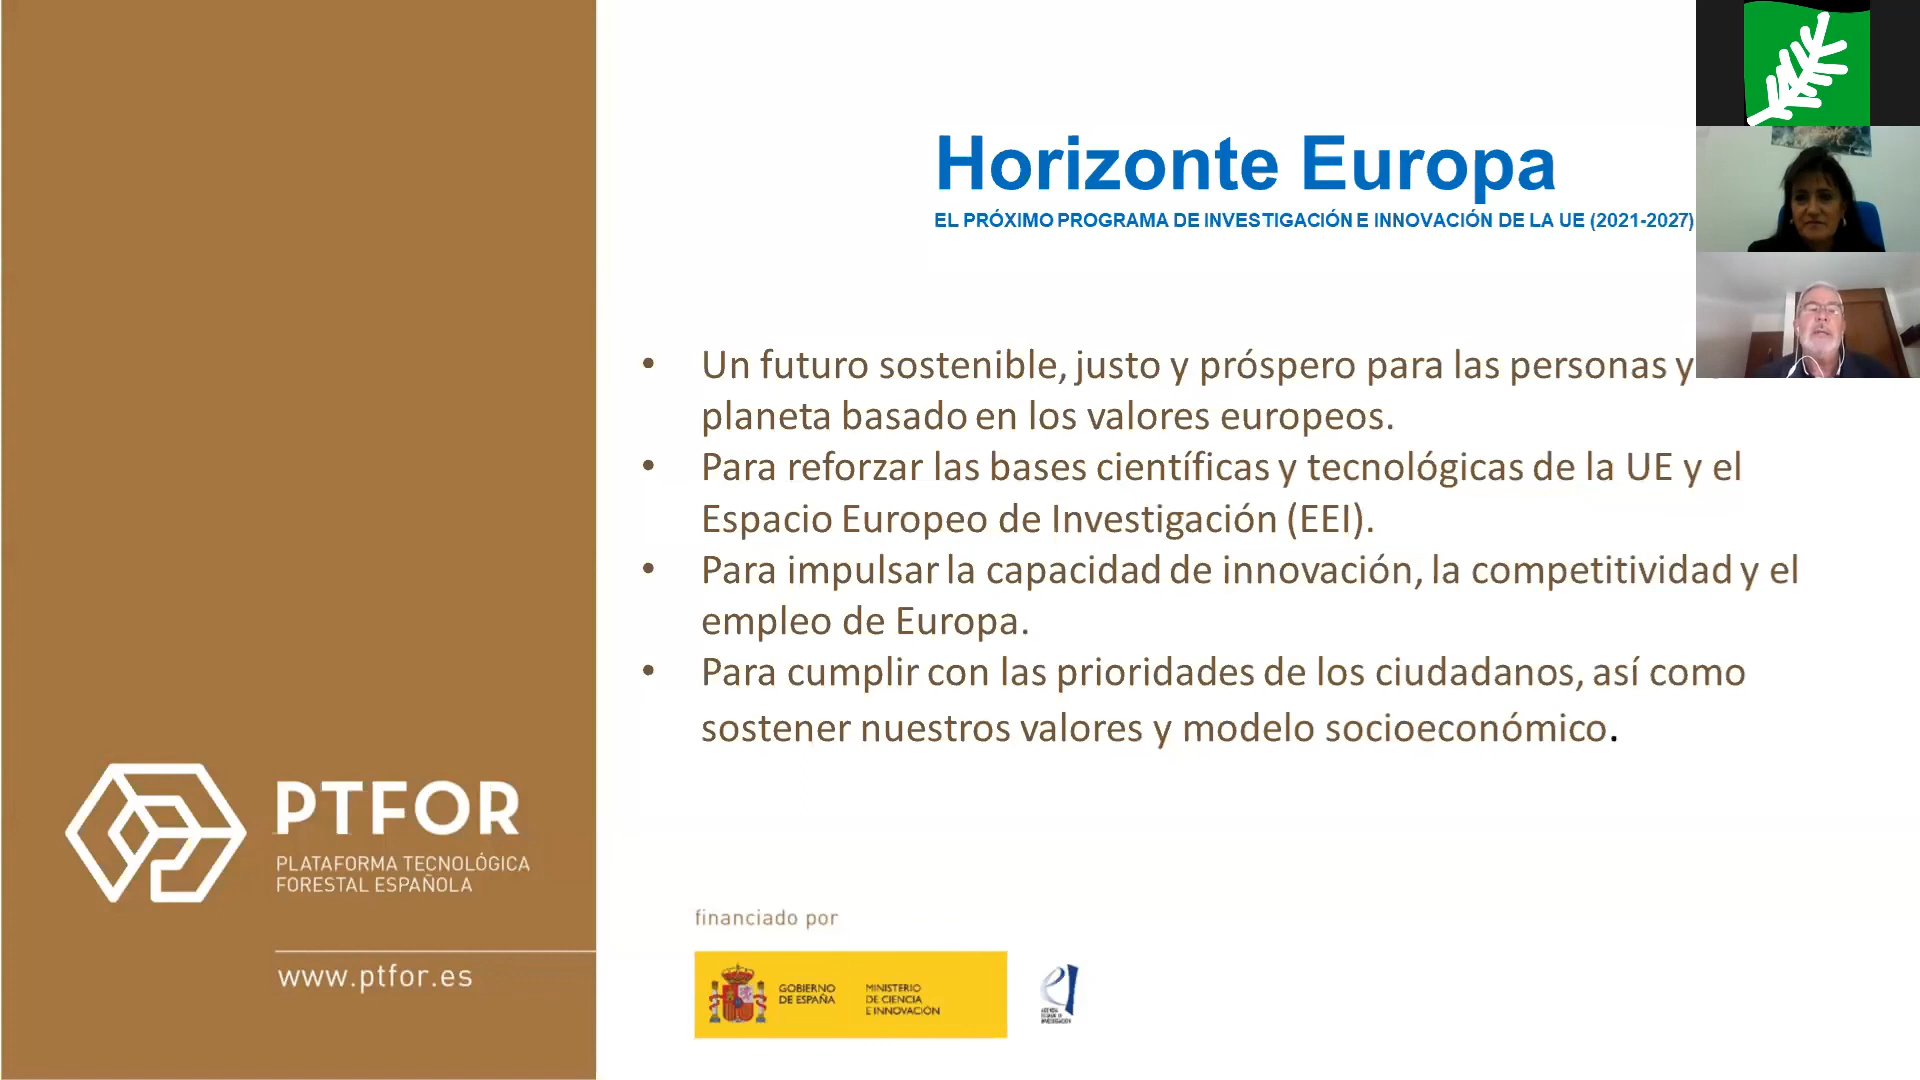 Horizonte Europa
EL PRÓXIMO PROGRAMA DE INVESTIGACIÓN E INNOVACIÓN DE LA UE (2021-2027)
• Un futuro sostenible, justo y próspero para las personas y
planeta basado en los valores europeos.
• Para reforzar las bases científicas y tecnológicas de la UE y el
Espacio Europeo de Investigación (EEI).
• Para impulsar la capacidad de innovación, la competitividad y el
empleo de Europa.
• Para cumplir con las prioridades de los ciudadanos, así como
sostener nuestros valores y modelo socioeconómico.
PTFOR
PLATAFORMA TECNOLÓGICA
FORESTAL ESPAÑOLA
www.ptfor.es
financiado por
GOBIERNO
DE ESPAÑA
MINISTERIO
DE CIENCIA
E INNOVACIÓN
AGENCIA
ESTATAL DE
INVESTIGACIÓN